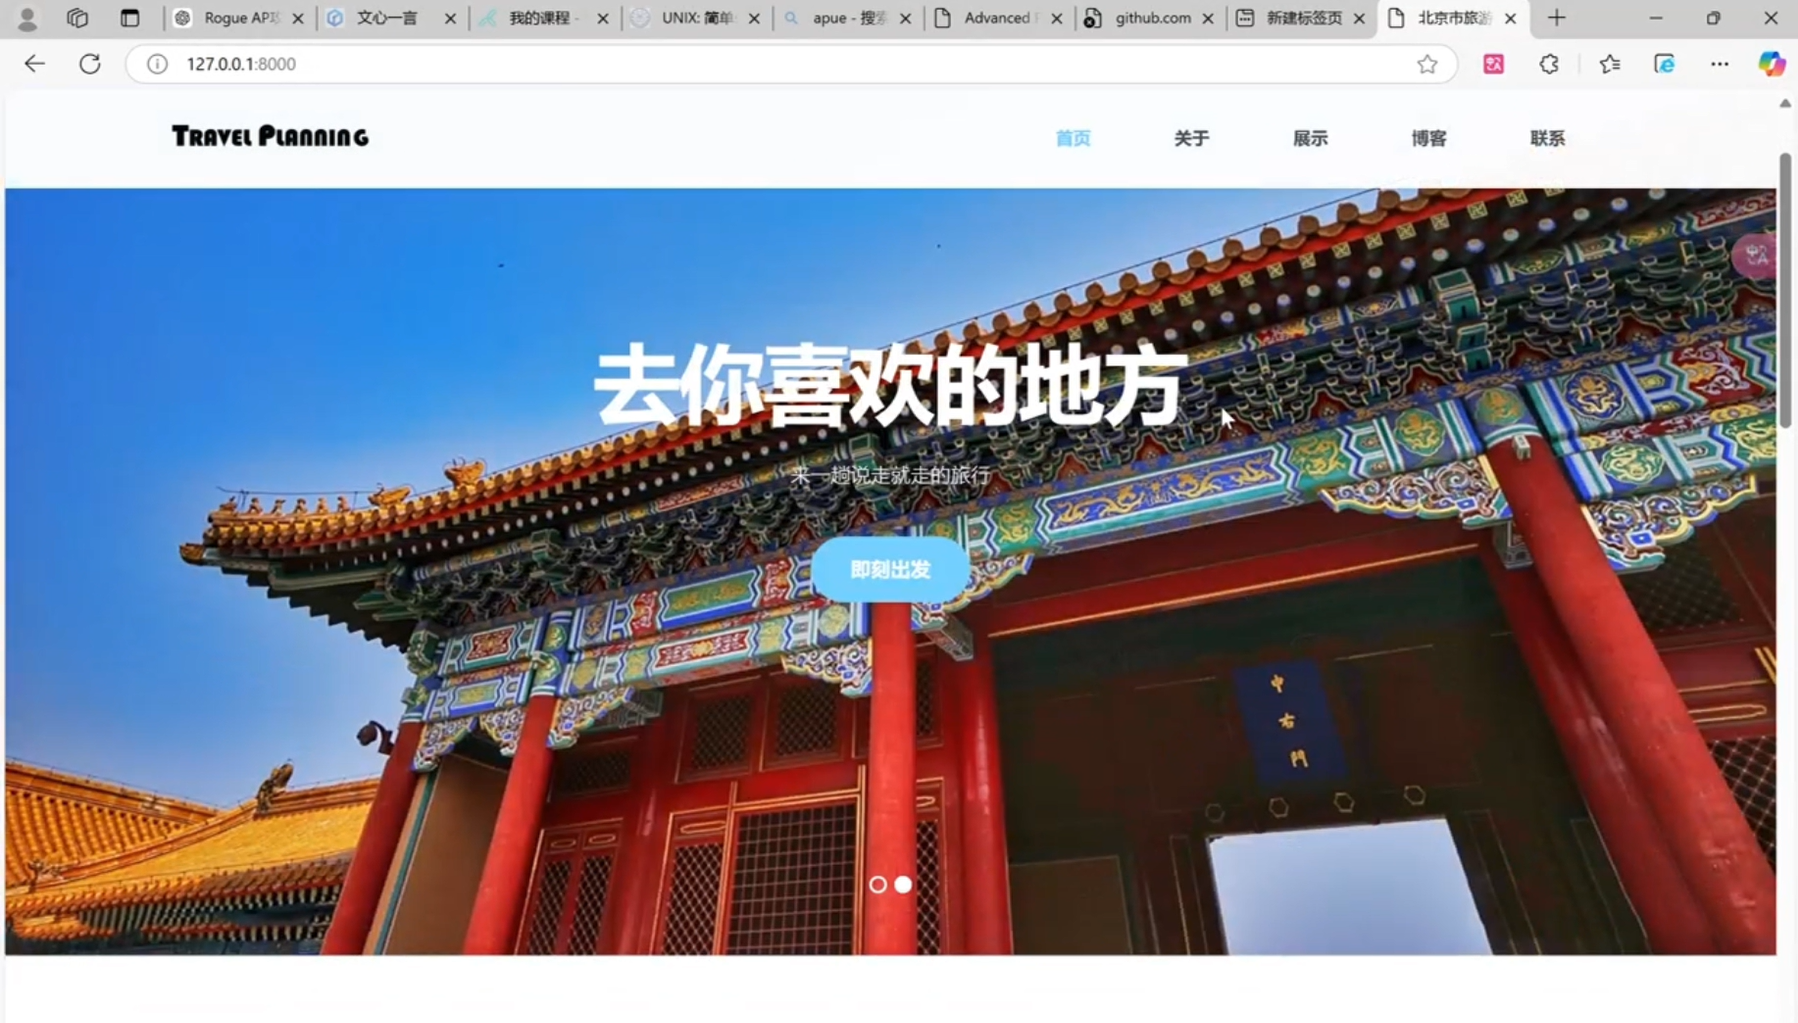 Rogue AP攻
文心一言
我的课程 -
UNIX: 简单
apue - 搜索
Advanced
github.com
新建标签页
北京市旅游
127.0.0.1:8000
TRAVEL PLANNING
首页
关于
展示
博客
联系
去你喜欢的地方
来一趟说走就走的旅行
即刻出发
中
右
門